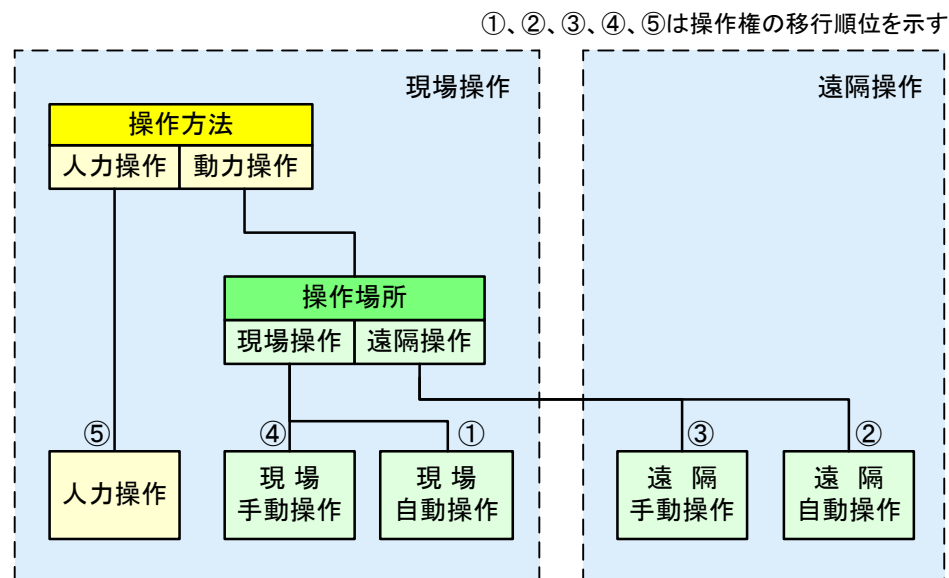 ①、②、③、④、⑤は操作権の移行順位を示す
現場操作
遠隔操作
操作方法
人力操作
動力操作
操作場所
現場操作
遠隔操作
⑤
④
①
③
②
人力操作
現 場
手動操作
現 場
自動操作
遠 隔
手動操作
遠 隔
自動操作